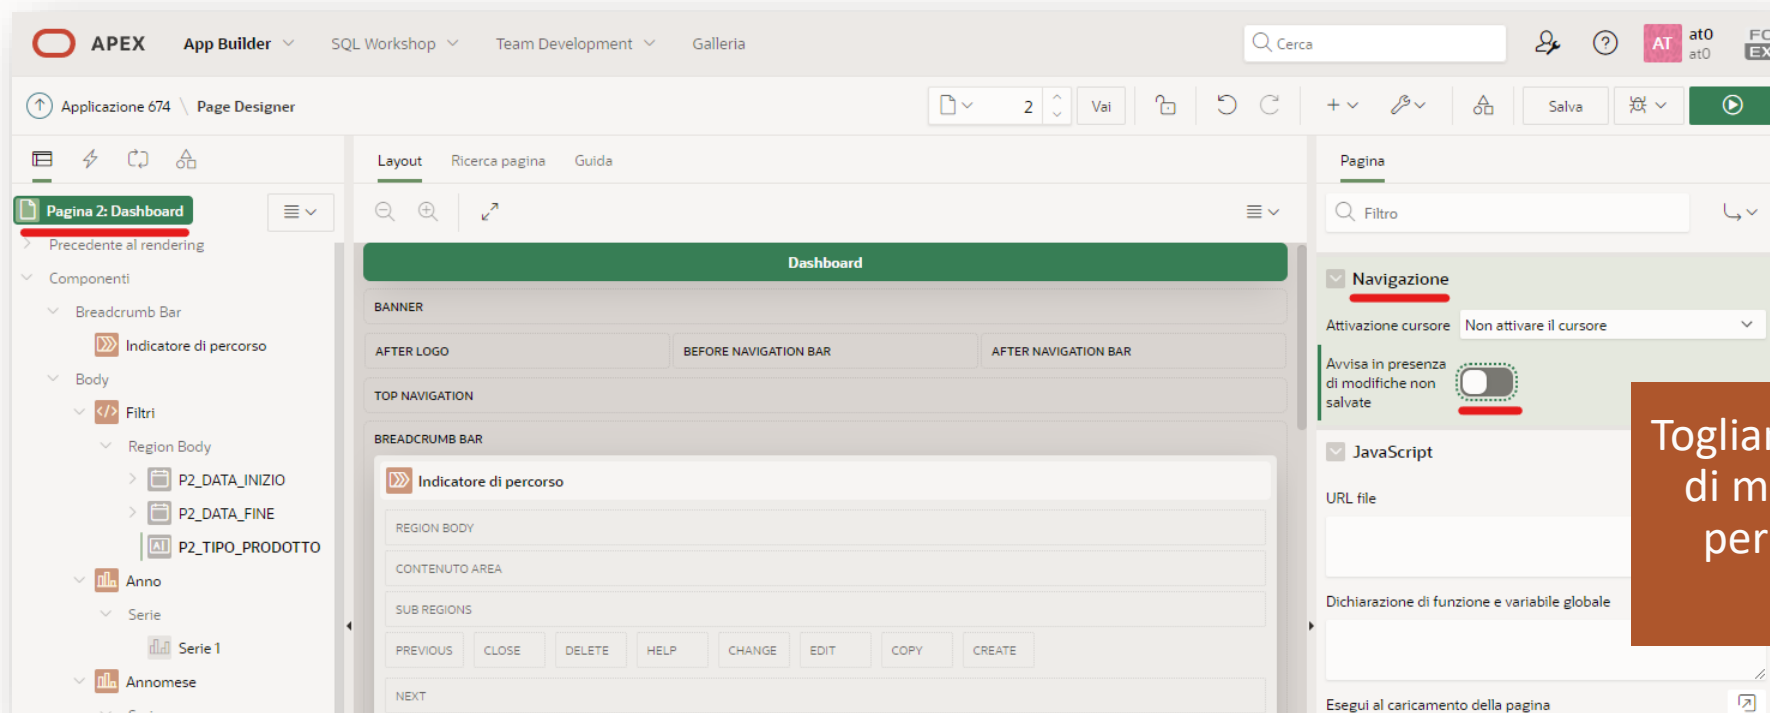 APEX App Builder SQL Workshop Team Development Galleria Cerca AT at0
at0
Applicazione 674 \ Page Designer 2 Vai Salva
Layout Ricerca pagina Guida Pagina
Pagina 2: Dashboard
Filtro
Precedente al rendering
Componenti
Breadcrumb Bar
Indicatore di percorso
Body
Filtri
Region Body
P2_DATA_INIZIO
P2_DATA_FINE
P2_TIPO_PRODOTTO
Anno
Serie
Serie 1
Annomese
Dashboard
BANNER
AFTER LOGO BEFORE NAVIGATION BAR AFTER NAVIGATION BAR
TOP NAVIGATION
BREADCRUMB BAR
Indicatore di percorso
REGION BODY
CONTENUTO AREA
SUB REGIONS
PREVIOUS CLOSE DELETE HELP CHANGE EDIT COPY CREATE
NEXT
Navigazione
Attivazione cursore Non attivare il cursore
Avvisa in presenza
di modifiche non
salvate
JavaScript
URL file
Dichiarazione di funzione e variabile globale
Esegui al caricamento della pagina
di m
per